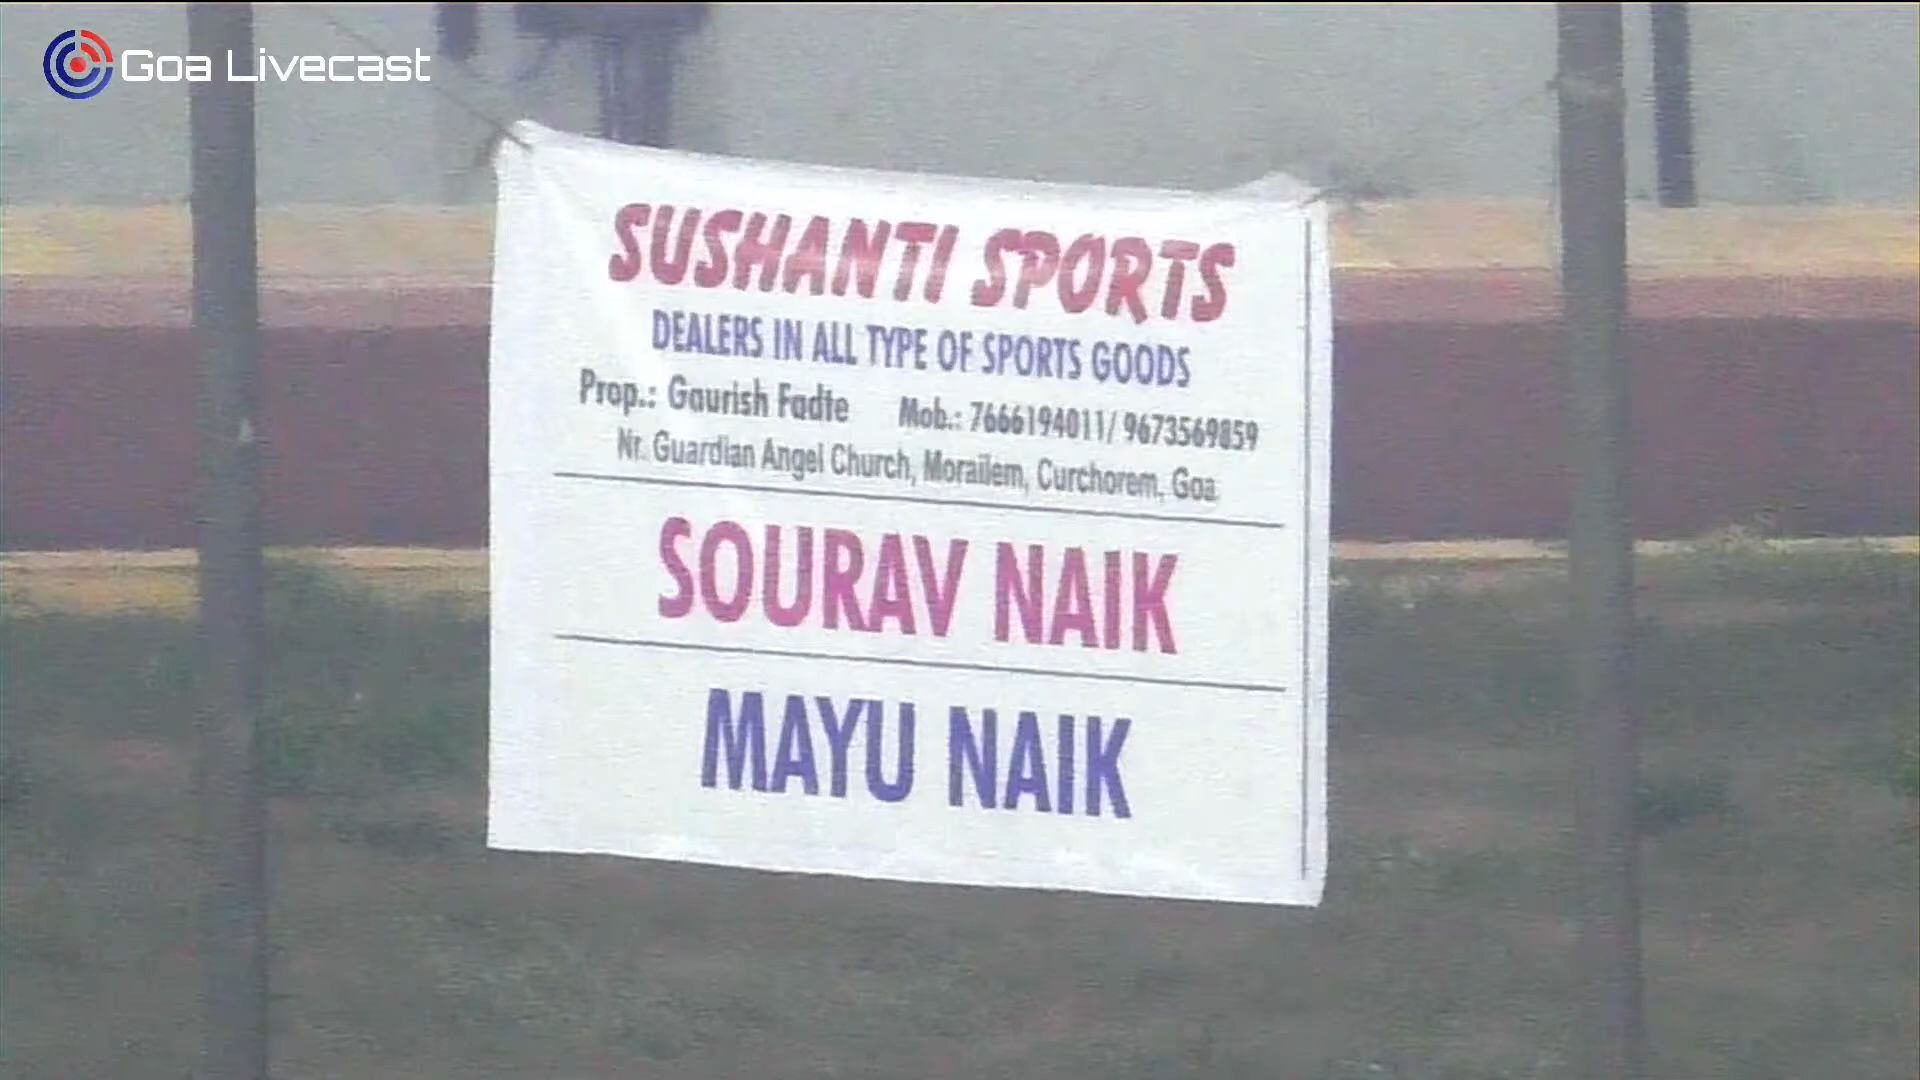 Goa Livecast
SUSHANTI SPORTS
DEALERS IN ALL TYPE OF SPORTS GOODS
Prop.: Gaurish Fadte Mob.: 7666194011/ 9673569859
Nr. Guardian Angel Church, Morailem, Curchorem, Goa.
SOURAV NAIK
MAYU NAIK